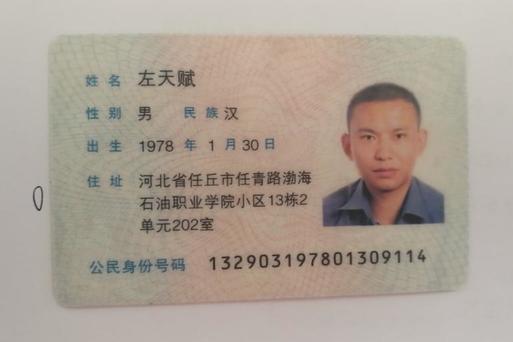 姓名 左天赋
性别 男 民族 汉
出生 1978 年 1 月 30 日
住址 河北省任丘市任青路渤海
石油职业学院小区13栋2
单元202室
公民身份号码 132903197801309114